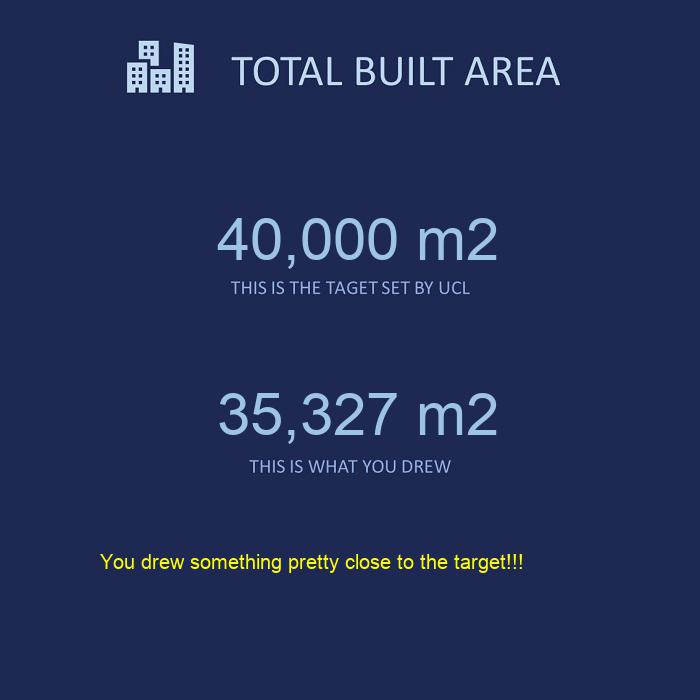 TOTAL BUILT AREA
40,000 m2
THIS IS THE TAGET SET BY UCL
35,327 m2
THIS IS WHAT YOU DREW
You drew something pretty close to the target!!!